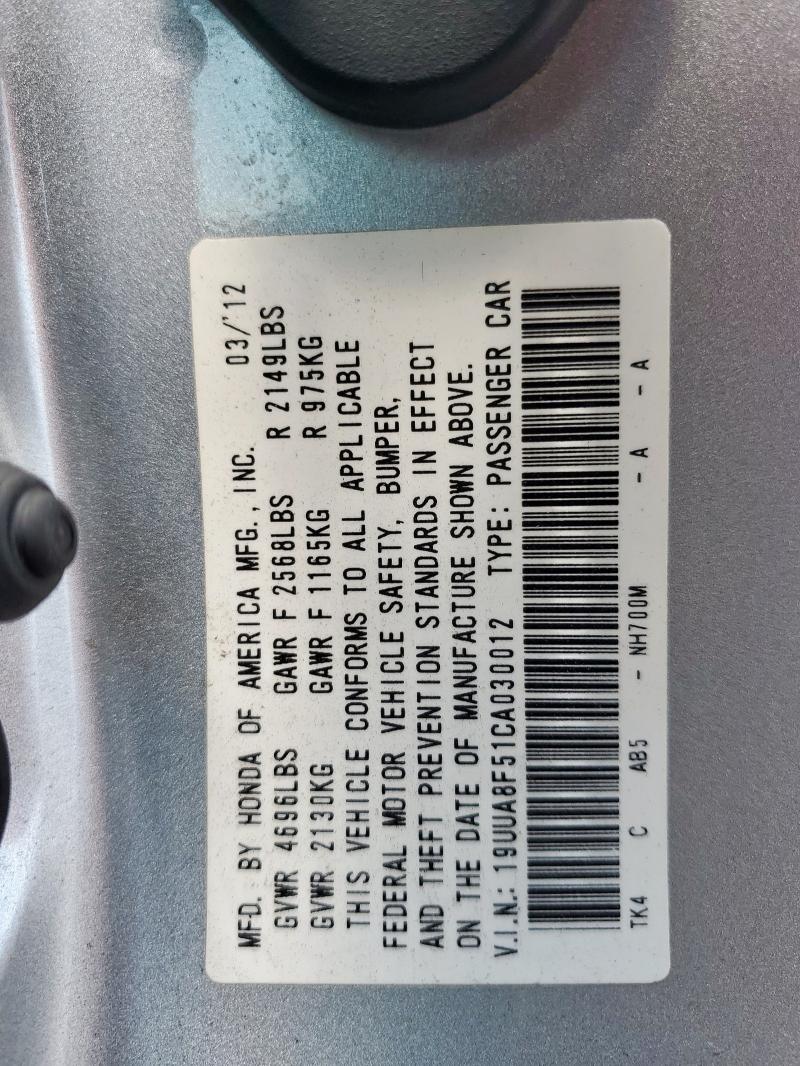 MFD. BY HONDA OF AMERICA MFG., INC. 03/'12
GVWR 4696LBS GAWR F 2568LBS R 2149LBS
GVWR 2130KG GAWR F 1165KG R 975KG
THIS VEHICLE CONFORMS TO ALL APPLICABLE
FEDERAL MOTOR VEHICLE SAFETY, BUMPER,
AND THEFT PREVENTION STANDARDS IN EFFECT
ON THE DATE OF MANUFACTURE SHOWN ABOVE.
V.I.N.: 19UUA8F51CA030012 TYPE: PASSENGER CAR
TK4 C AB5 - NH700M - A - A